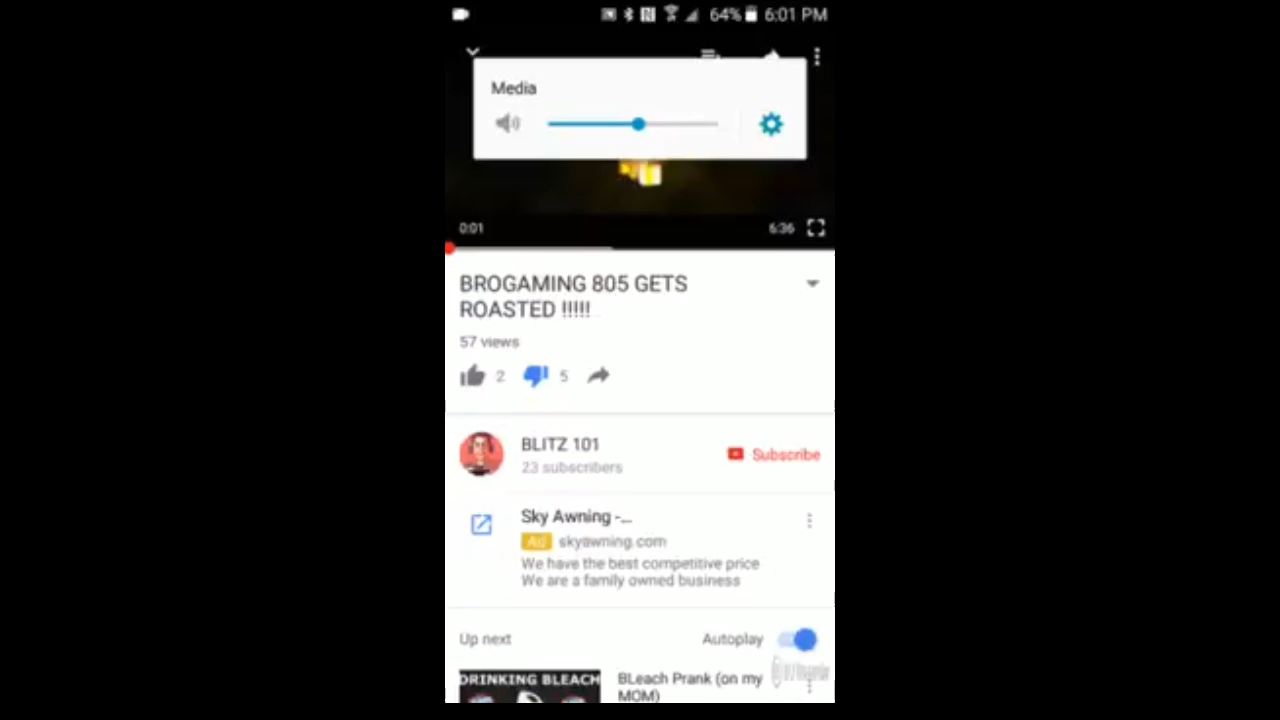 64% 6:01 PM
Media
0:01
6:36
BROGAMING 805 GETS
ROASTED !!!!!
57 views
2
5
BLITZ 101
23 subscribers
Subscribe
Sky Awning -...
Ad skyawning.com
We have the best competitive price
We are a family owned business
Up next
Autoplay
DRINKING BLEACH
BLeach Prank (on my
MOM)